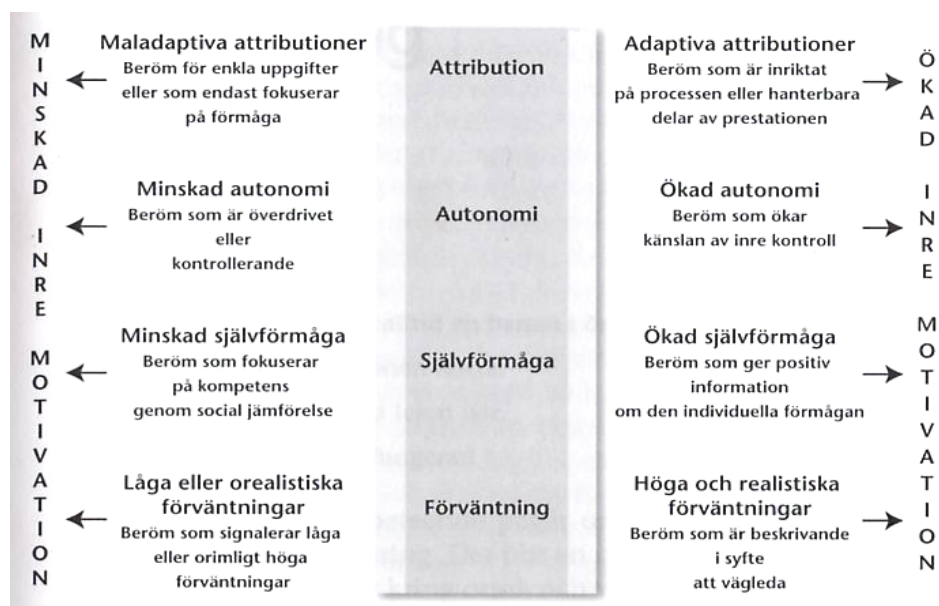 MINSKAD INRE MOTIVATION
Maladaptiva attributioner
Beröm för enkla uppgifter
eller som endast fokuserar
på förmåga
Attribution
Adaptiva attributioner
Beröm som är inriktat
på processen eller hanterbara
delar av prestationen
Minskad autonomi
Beröm som är överdrivet
eller
kontrollerande
Autonomi
Ökad autonomi
Beröm som ökar
känslan av inre kontroll
Minskad självförmåga
Beröm som fokuserar
på kompetens
genom social jämförelse
Självförmåga
Ökad självförmåga
Beröm som ger positiv
information
om den individuella förmågan
Låga eller orealistiska
förväntningar
Beröm som signalerar låga
eller orimligt höga
förväntningar
Förväntning
Höga och realistiska
förväntningar
Beröm som är beskrivande
i syfte
att vägleda
ÖKAD INRE MOTIVATION